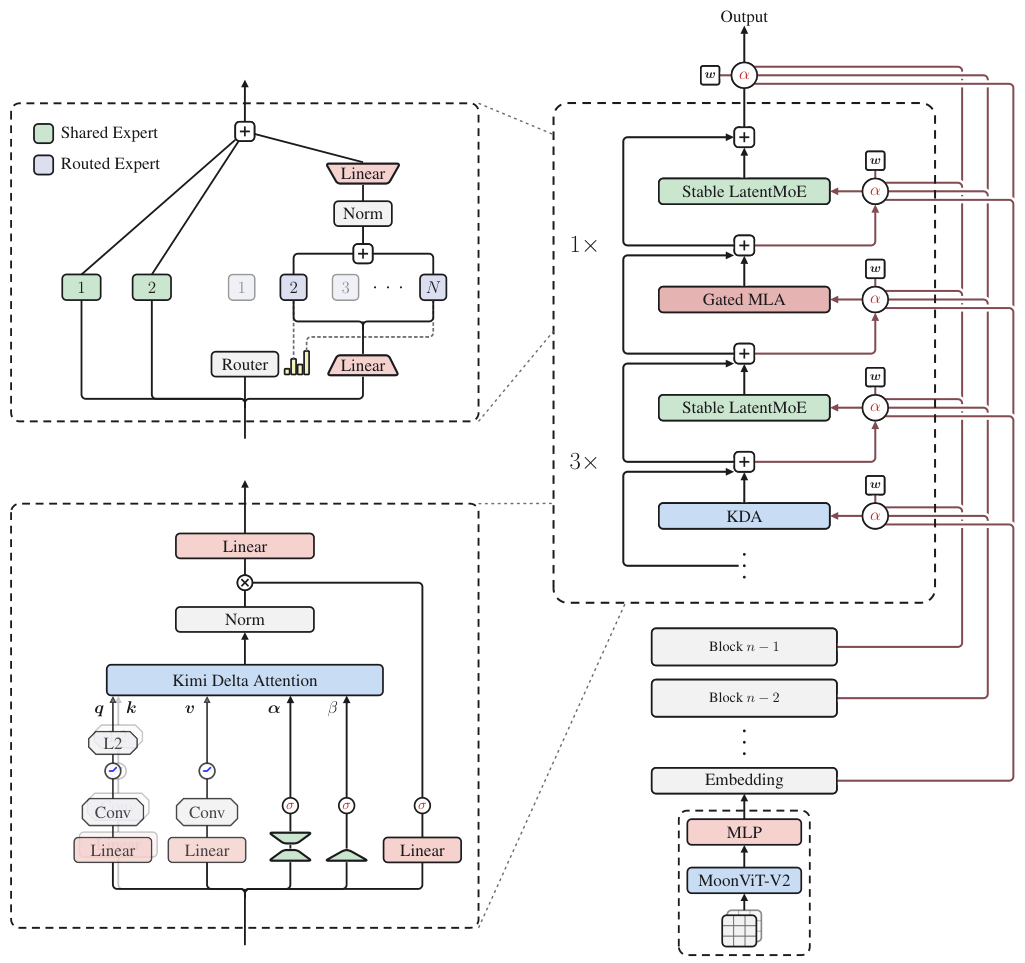 Output
w α
Shared Expert
Routed Expert
+
Linear
Norm
+
1 2 1 2 3 · · · N
Router
Linear
+
w
Stable LatentMoE α
1×
+
w
Gated MLA α
+
w
Stable LatentMoE α
3×
+
w
KDA α
Linear
×
Norm
Kimi Delta Attention
q k v α β
L2
Conv Conv
σ σ σ
Linear Linear Linear
Block n − 1
Block n − 2
Embedding
MLP
MoonViT-V2